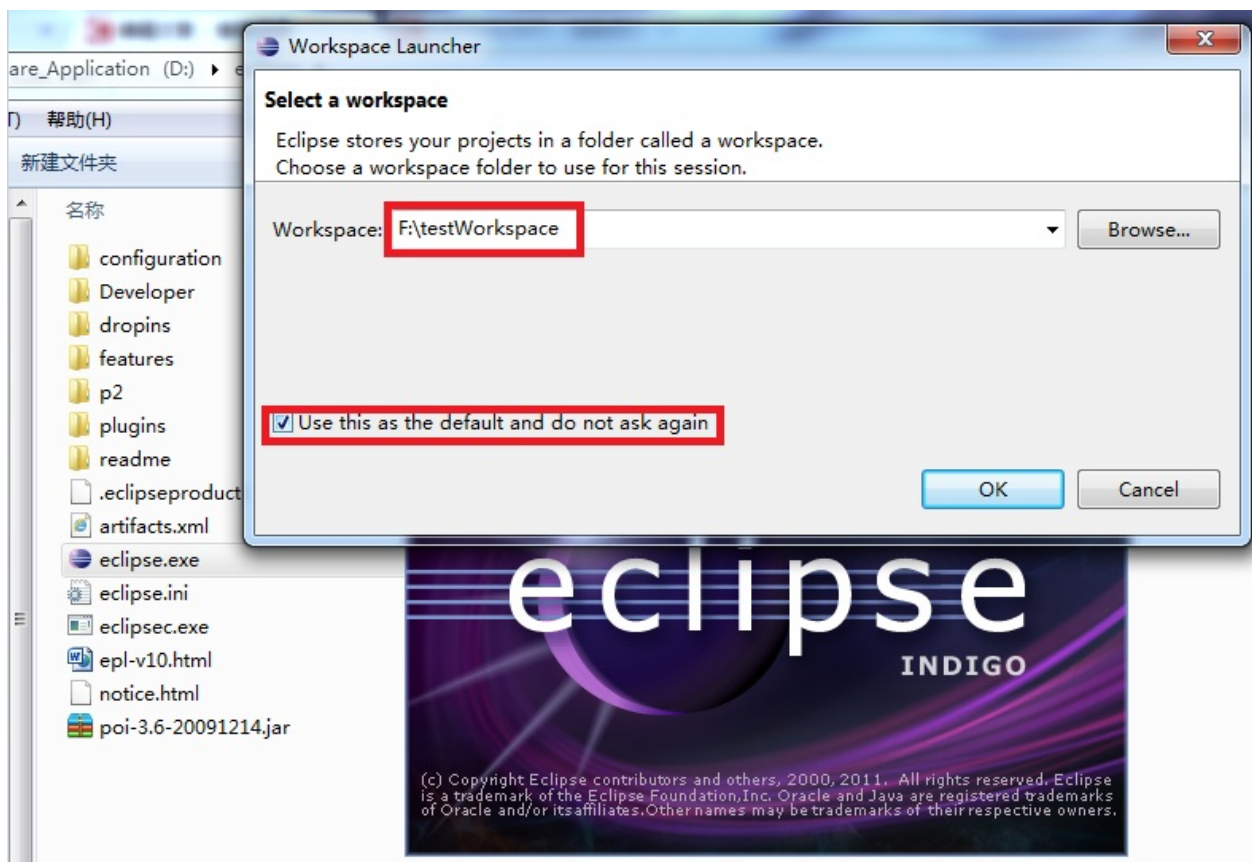 Workspace Launcher
are_Application (D:) ▸ e
T) 帮助(H)
新建文件夹
Select a workspace
Eclipse stores your projects in a folder called a workspace.
Choose a workspace folder to use for this session.
Workspace: F:\testWorkspace Browse...
Use this as the default and do not ask again
OK Cancel
名称
configuration
Developer
dropins
features
p2
plugins
readme
.eclipseproduct
artifacts.xml
eclipse.exe
eclipse.ini
eclipsec.exe
epl-v10.html
notice.html
poi-3.6-20091214.jar
eclipse
INDIGO
(c) Copyright Eclipse contributors and others, 2000, 2011. All rights reserved. Eclipse
is a trademark of the Eclipse Foundation,Inc. Oracle and Java are registered trademarks
of Oracle and/or itsaffiliates.Other names may be trademarks of their respective owners.